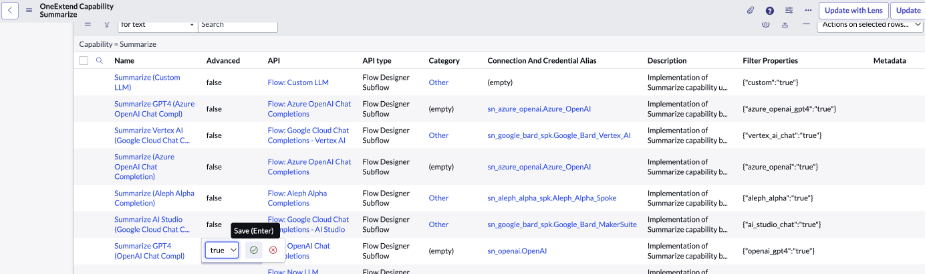 OneExtend Capability
Summarize
Update with Lens
Update
for text
Search
Actions on selected rows...
Capability = Summarize
Name Advanced API API type Category Connection And Credential Alias Description Filter Properties Metadata
Summarize (Custom LLM) false Flow: Custom LLM Flow Designer Subflow Other (empty) Implementation of Summarize capability u... {"custom":"true"}
Summarize GPT4 (Azure OpenAI Chat Compl) false Flow: Azure OpenAI Chat Completions Flow Designer Subflow (empty) sn_azure_openai.Azure_OpenAI Implementation of Summarize capability b... {"azure_openai_gpt4":"true"}
Summarize Vertex AI (Google Cloud Chat C... false Flow: Google Cloud Chat Completions - Vertex AI Flow Designer Subflow Other sn_google_bard_spk.Google_Bard_Vertex_AI Implementation of Summarize capability b... {"vertex_ai_chat":"true"}
Summarize (Azure OpenAI Chat Completion) false Flow: Azure OpenAI Chat Completions Flow Designer Subflow (empty) sn_azure_openai.Azure_OpenAI Implementation of Summarize capability b... {"azure_openai":"true"}
Summarize (Aleph Alpha Completion) false Flow: Aleph Alpha Completions Flow Designer Subflow Other sn_aleph_alpha_spk.Aleph_Alpha_Spoke Implementation of Summarize capability b... {"aleph_alpha":"true"}
Summarize AI Studio (Google Cloud Chat C... false Flow: Google Cloud Chat Completions - AI Studio Flow Designer Subflow Other sn_google_bard_spk.Google_Bard_MakerSuite Implementation of Summarize capability b... {"ai_studio_chat":"true"}
Save (Enter)
Summarize GPT4 (OpenAI Chat Compl) true OpenAI Chat Flow Designer Subflow (empty) sn_openai.OpenAI Implementation of Summarize capability b... {"openai_gpt4":"true"}
Flow: Now LLM Flow Designer Implementation of